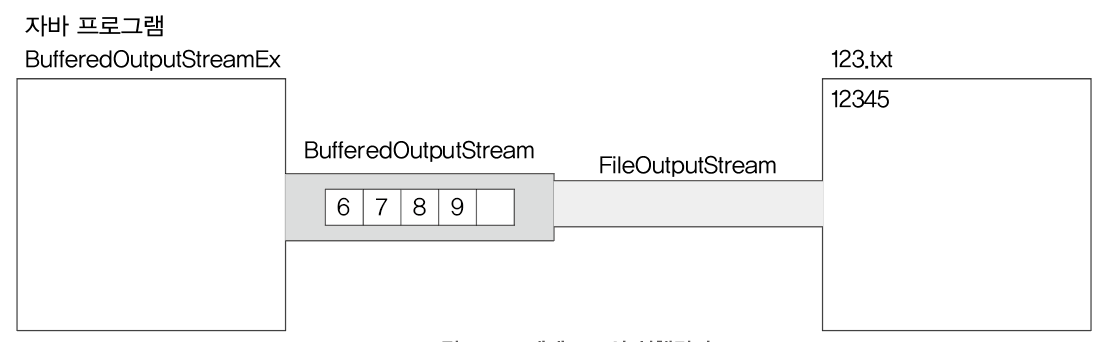 자바 프로그램
BufferedOutputStreamEx
123.txt
12345
BufferedOutputStream
FileOutputStream
6 7 8 9